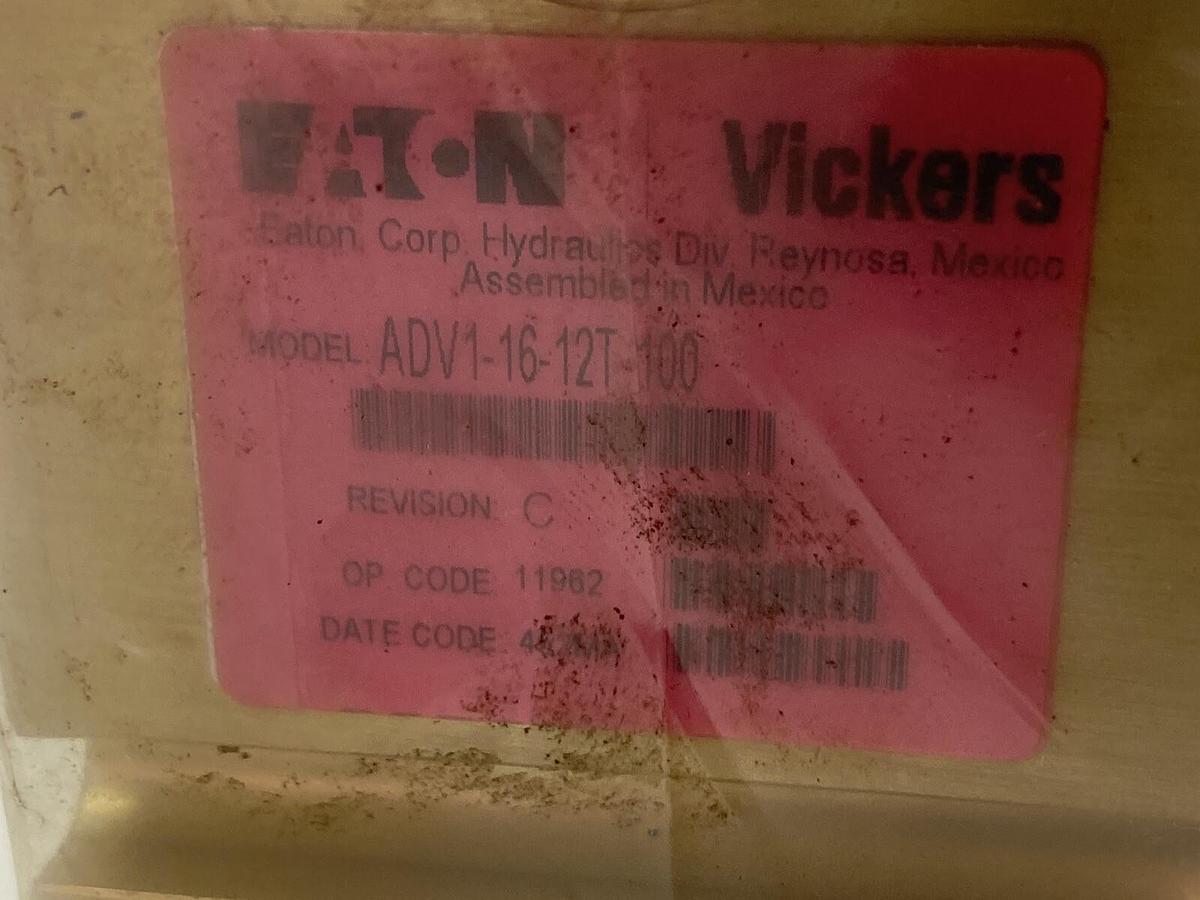 EATON Vickers
Eaton, Corp. Hydraulics Div. Reynosa, Mexico
Assembled in Mexico
MODEL: ADV1-16-12T-100
REVISION: C
OP. CODE: 11962
DATE CODE: